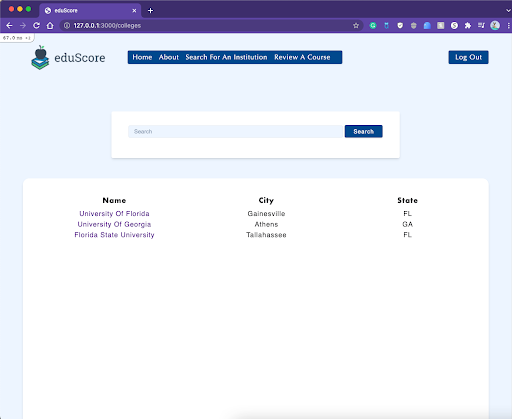 eduScore
127.0.0.1:3000/colleges
67.0 ms ×1
eduScore
Home About Search For An Institution Review A Course
Log Out
Search
Search
Name City State
University Of Florida Gainesville FL
University Of Georgia Athens GA
Florida State University Tallahassee FL